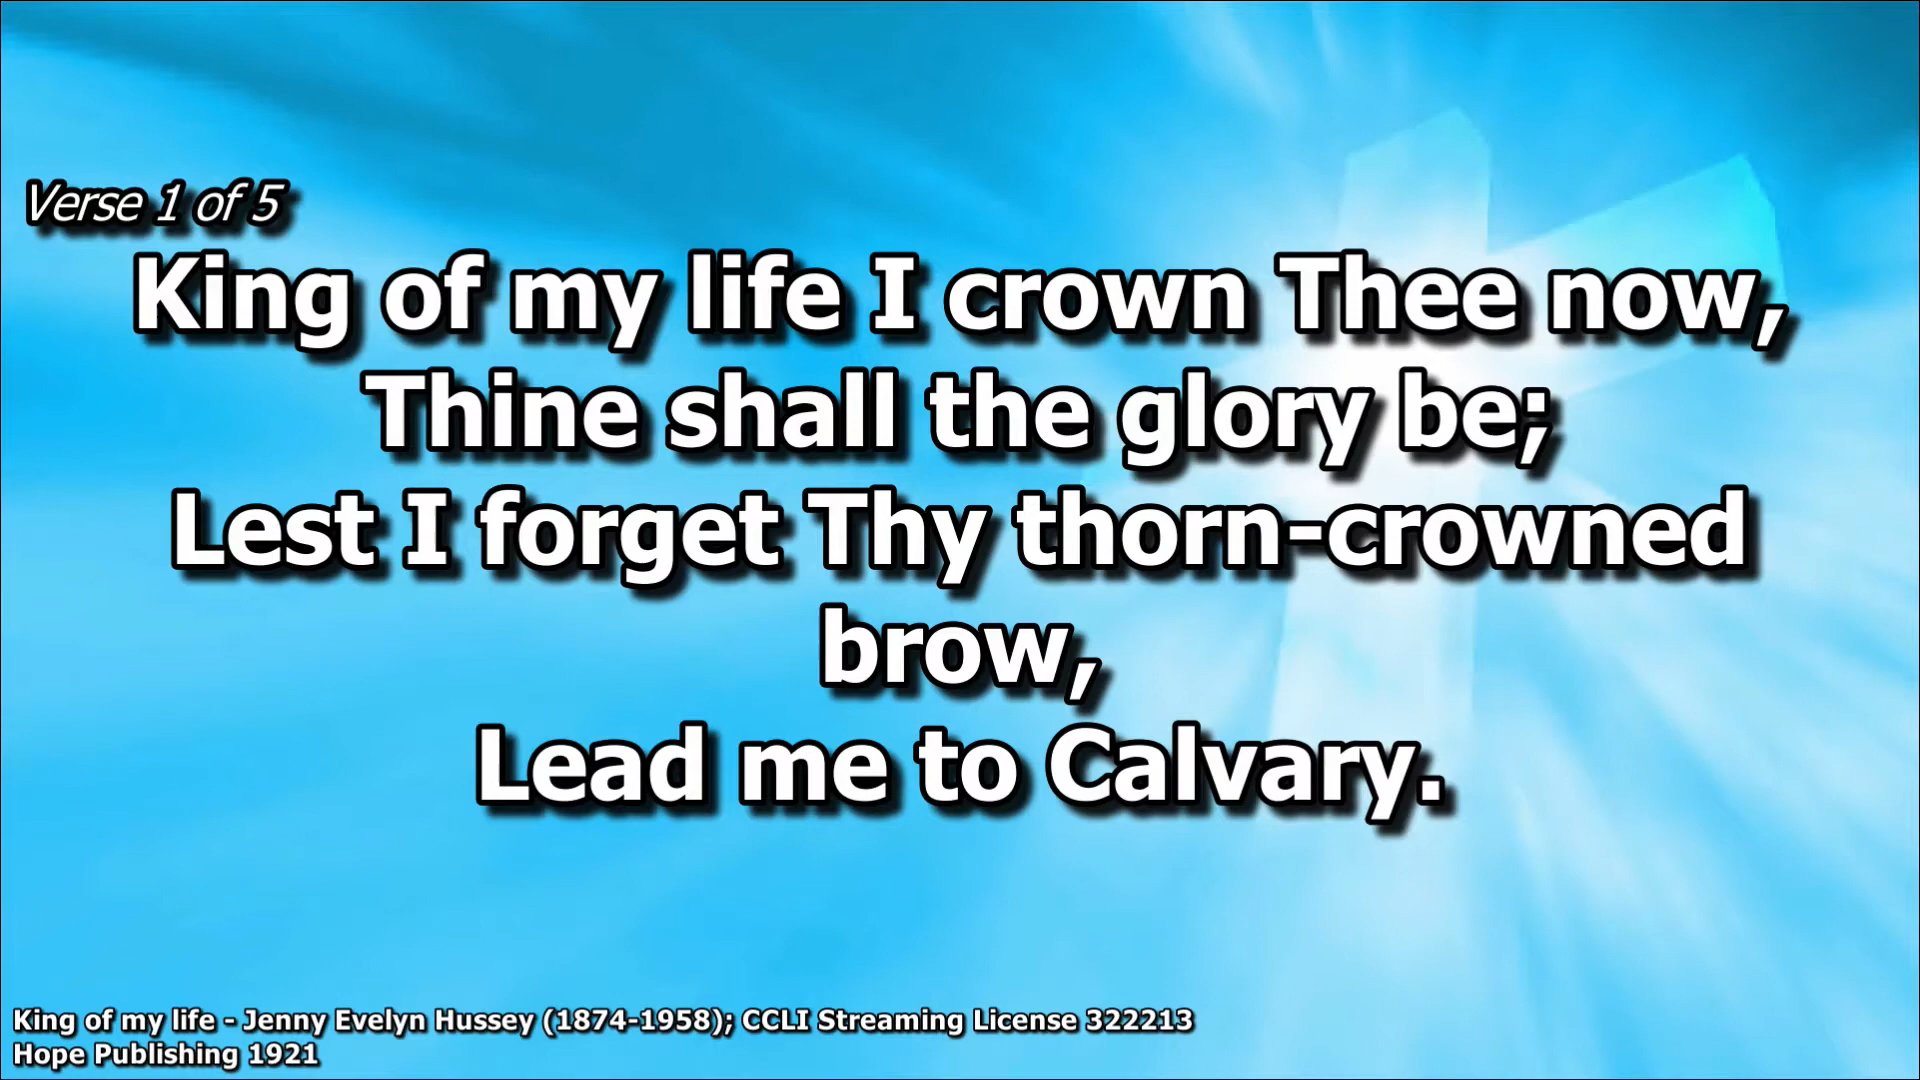 Verse 1 of 5
King of my life I crown Thee now,
Thine shall the glory be;
Lest I forget Thy thorn-crowned
brow,
Lead me to Calvary.
King of my life - Jenny Evelyn Hussey (1874-1958); CCLI Streaming License 322213
Hope Publishing 1921